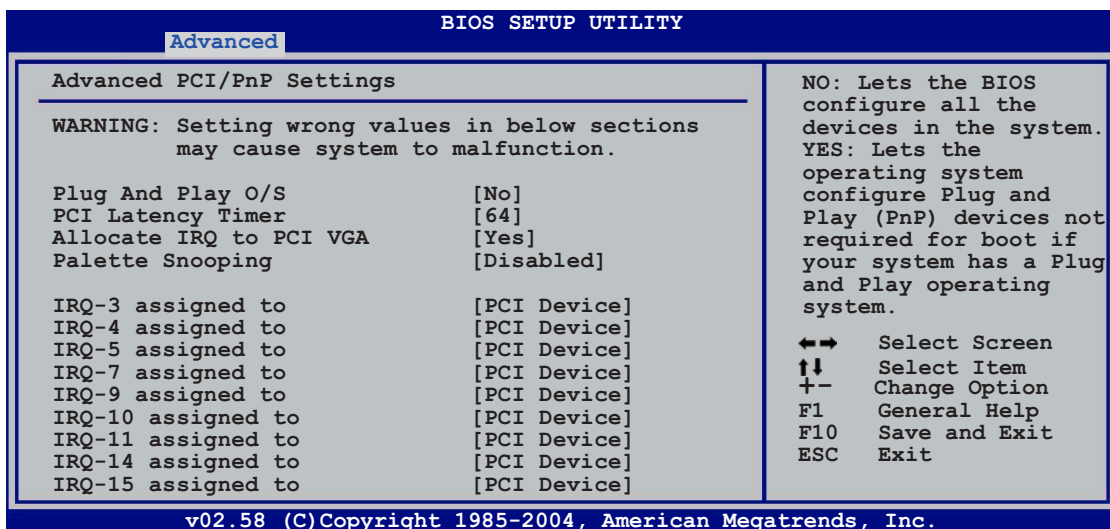 BIOS SETUP UTILITY
Advanced
Advanced PCI/PnP Settings
WARNING: Setting wrong values in below sections
may cause system to malfunction.
Plug And Play O/S [No]
PCI Latency Timer [64]
Allocate IRQ to PCI VGA [Yes]
Palette Snooping [Disabled]
IRQ-3 assigned to [PCI Device]
IRQ-4 assigned to [PCI Device]
IRQ-5 assigned to [PCI Device]
IRQ-7 assigned to [PCI Device]
IRQ-9 assigned to [PCI Device]
IRQ-10 assigned to [PCI Device]
IRQ-11 assigned to [PCI Device]
IRQ-14 assigned to [PCI Device]
IRQ-15 assigned to [PCI Device]
NO: Lets the BIOS
configure all the
devices in the system.
YES: Lets the
operating system
configure Plug and
Play (PnP) devices not
required for boot if
your system has a Plug
and Play operating
system.
←→ Select Screen
↑↓ Select Item
+- Change Option
F1 General Help
F10 Save and Exit
ESC Exit
v02.58 (C)Copyright 1985-2004, American Megatrends, Inc.